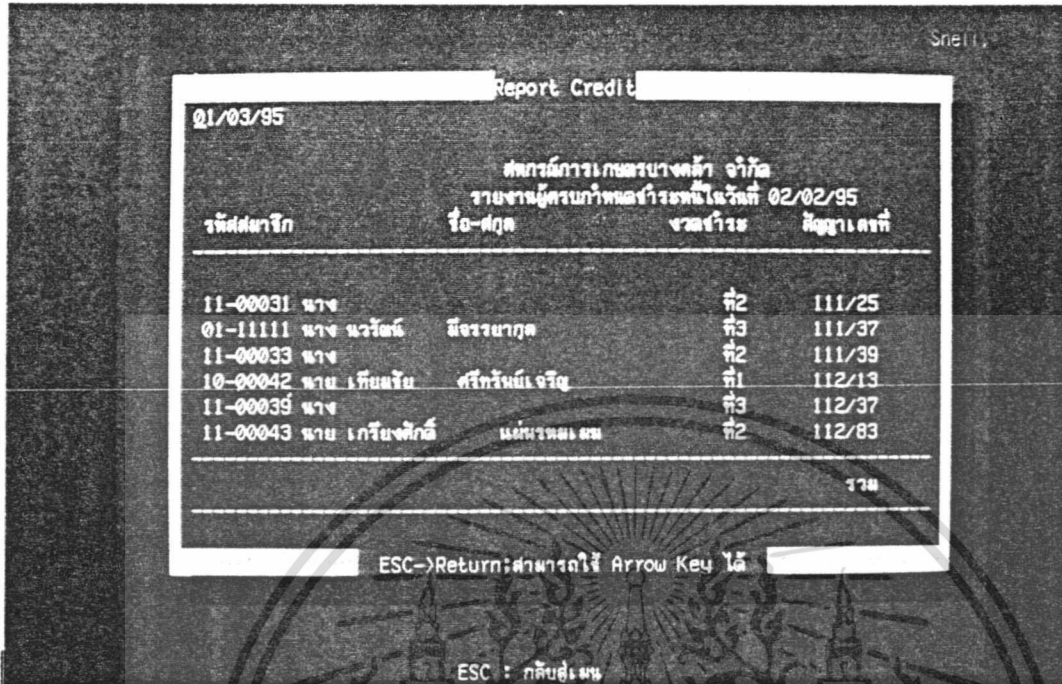 Report Credit
01/03/95
สหกรณ์การเกษตรบางคล้า จำกัด
รายงานผู้ครบกำหนดชำระหนี้ในวันที่ 02/02/95
รหัสสมาชิก ชื่อ-สกุล งวดชำระ สัญญาเลขที่
11-00031 นาง ที่2 111/25
01-11111 นาง นวรัตน์ มีจรรยากุล ที่3 111/37
11-00033 นาง ที่2 111/39
10-00042 นาย เทียมชัย ศรีทรัพย์เจริญ ที่1 112/13
11-00039 นาง ที่3 112/37
11-00043 นาย เกรียงศักดิ์ ที่2 112/83
รวม
ESC->Return:สามารถใช้ Arrow Key ได้
ESC : กลับสู่เมนู